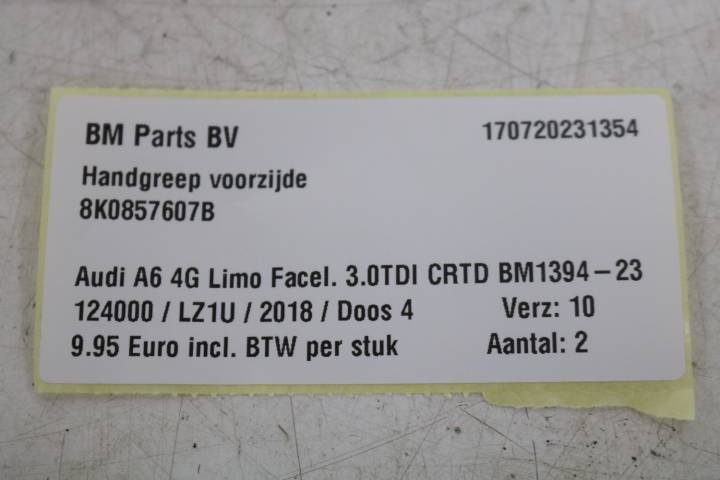 BM Parts BV 170720231354
Handgreep voorzijde
8K0857607B
Audi A6 4G Limo Facel. 3.0TDI CRTD BM1394-23
124000 / LZ1U / 2018 / Doos 4 Verz: 10
9.95 Euro incl. BTW per stuk Aantal: 2